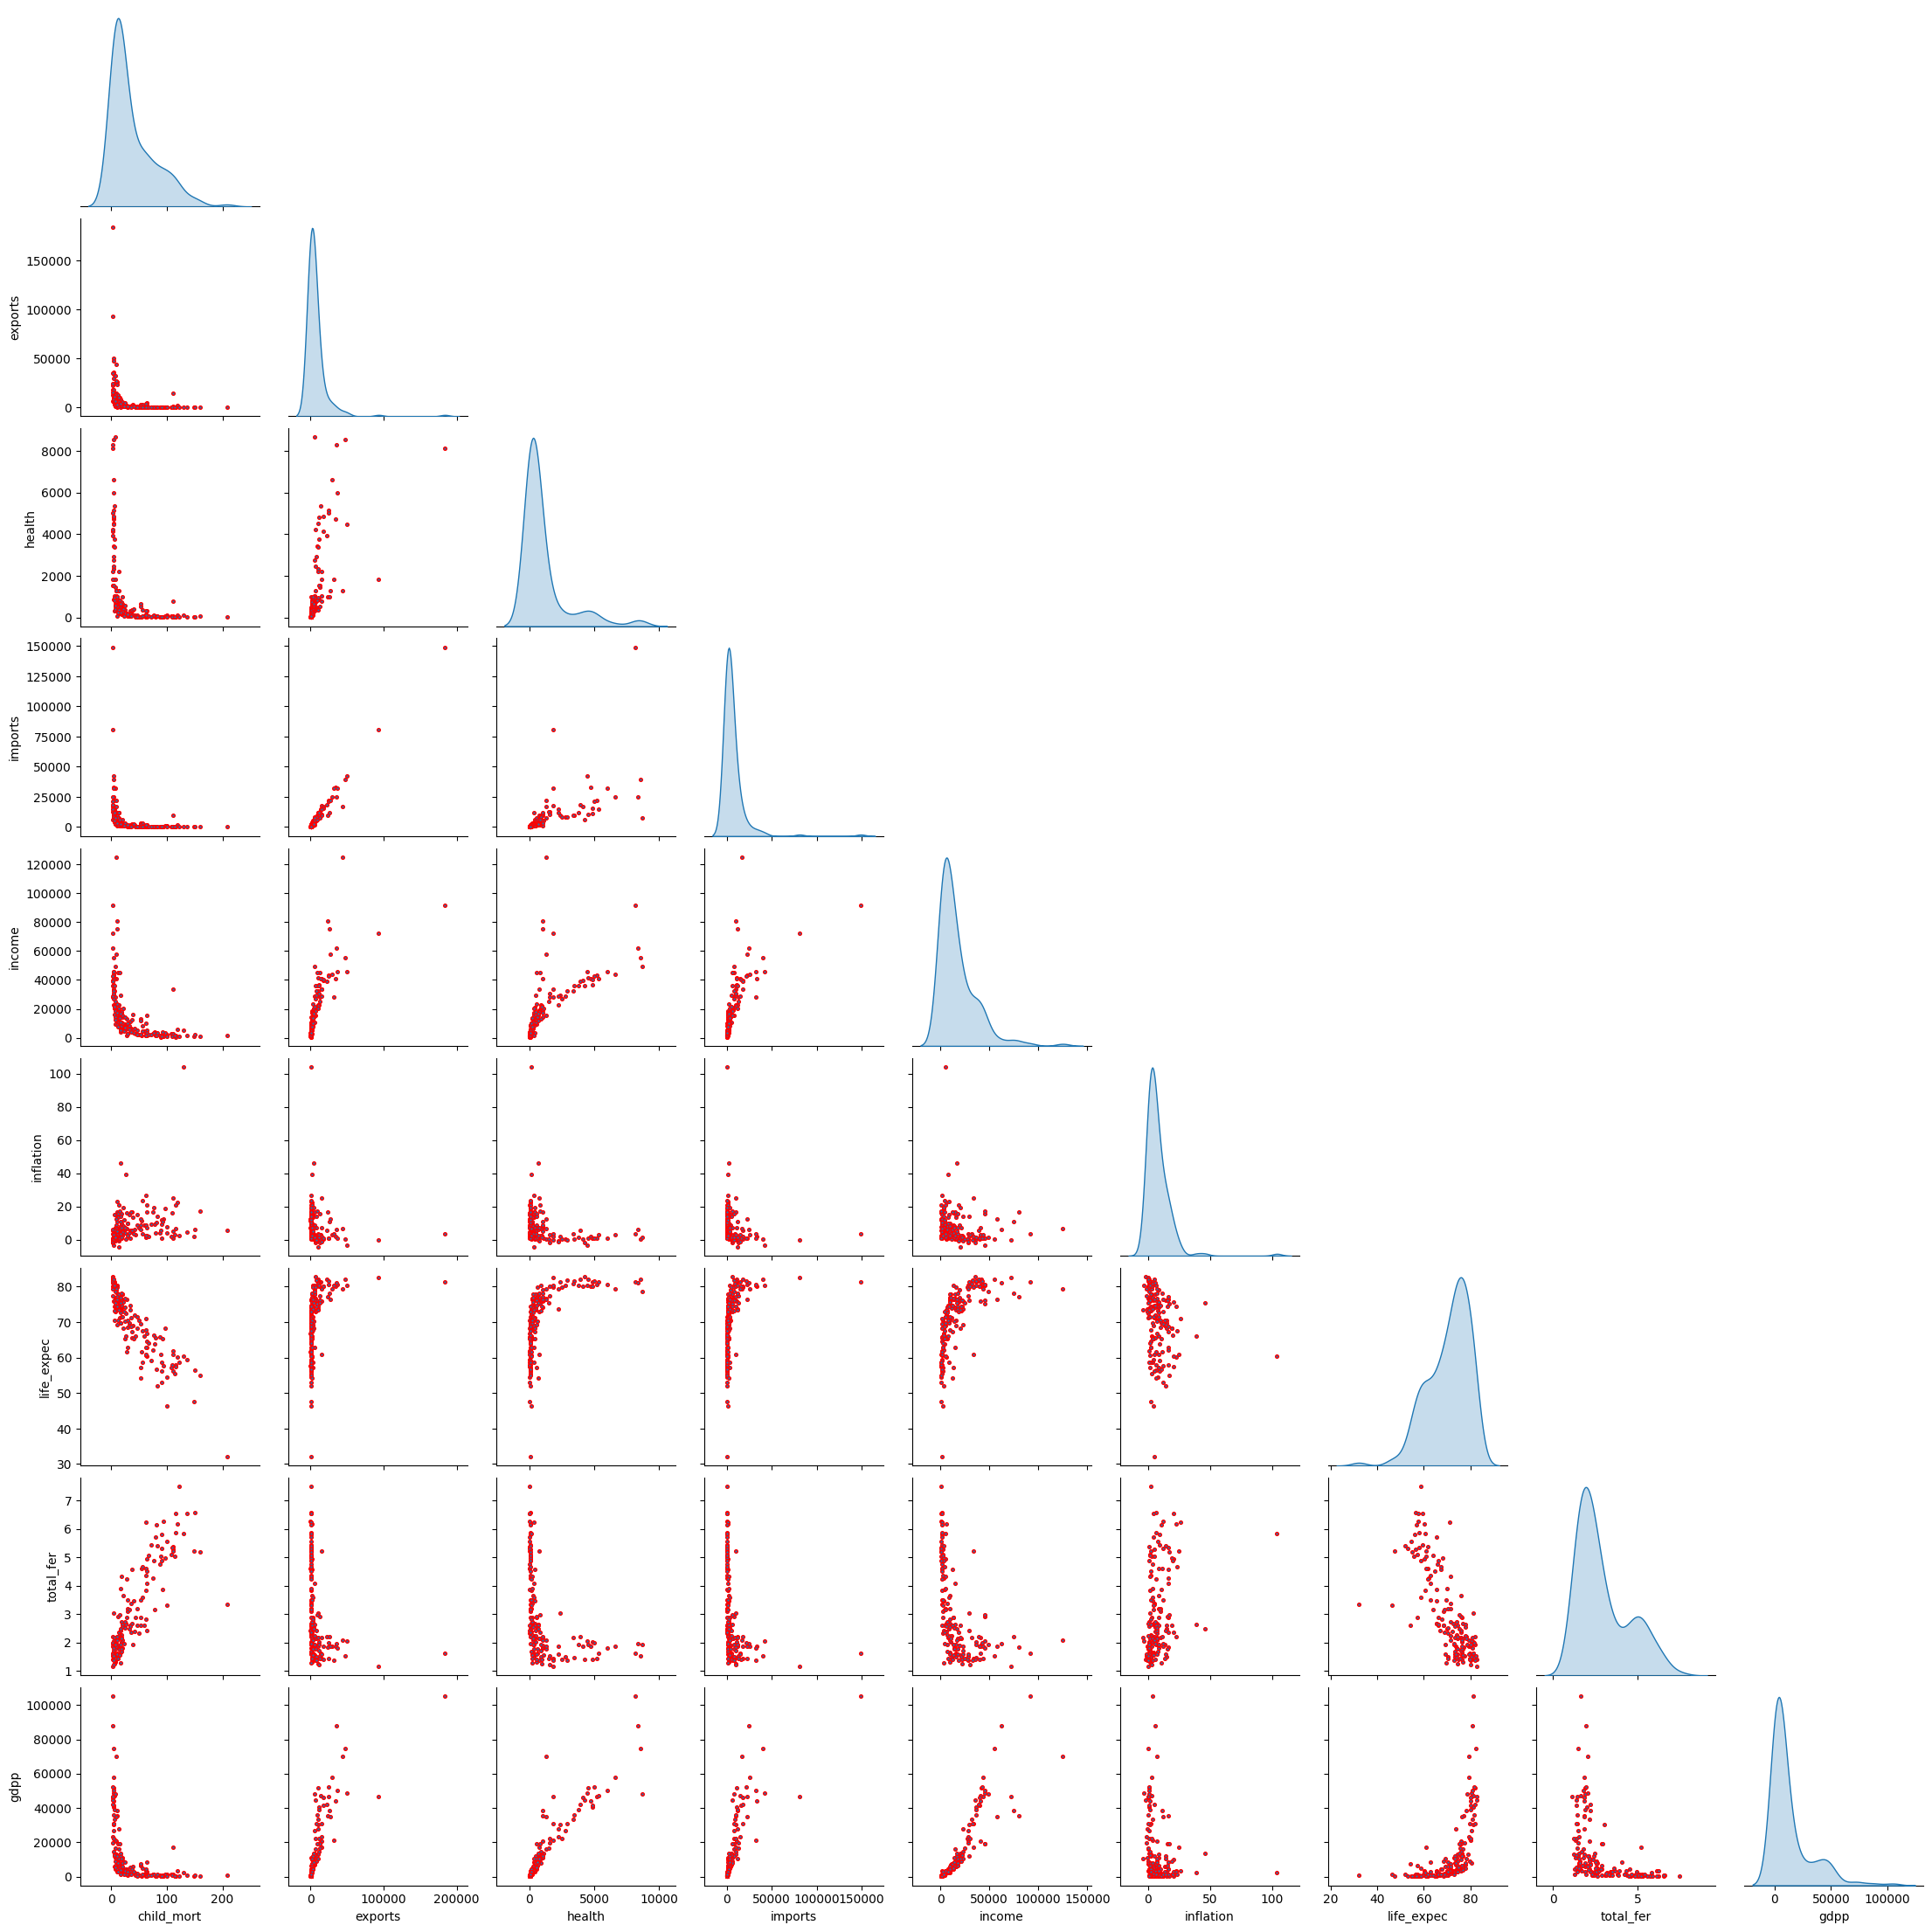 150000
100000
50000
0
exports
8000
6000
4000
2000
0
health
150000
125000
100000
75000
50000
25000
0
imports
120000
100000
80000
60000
40000
20000
0
income
100
80
60
40
20
0
inflation
80
70
60
50
40
30
life_expec
7
6
5
4
3
2
1
total_fer
100000
80000
60000
40000
20000
0
gdpp
0 100 200
0 100000 200000
0 5000 10000
0 50000 100000 150000
0 50000 100000 150000
0 50 100
20 40 60 80
0 5
0 50000 100000
child_mort exports health imports income inflation life_expec total_fer gdpp